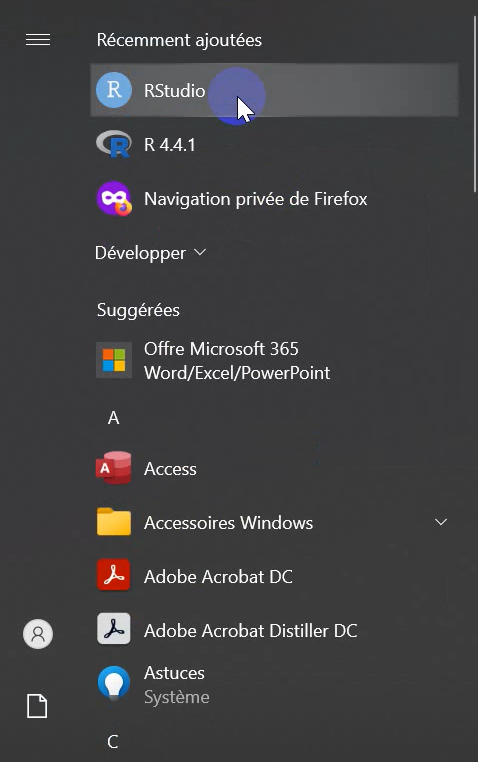 Récemment ajoutées
R RStudio
R R 4.4.1
Navigation privée de Firefox
Développer
Suggérées
Offre Microsoft 365
Word/Excel/PowerPoint
A
A Access
Accessoires Windows
Adobe Acrobat DC
Adobe Acrobat Distiller DC
Astuces
Système
C